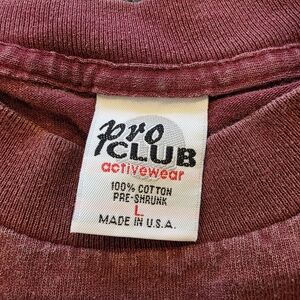 pro
CLUB
activewear
100% COTTON
PRE-SHRUNK
L
MADE IN U.S.A.